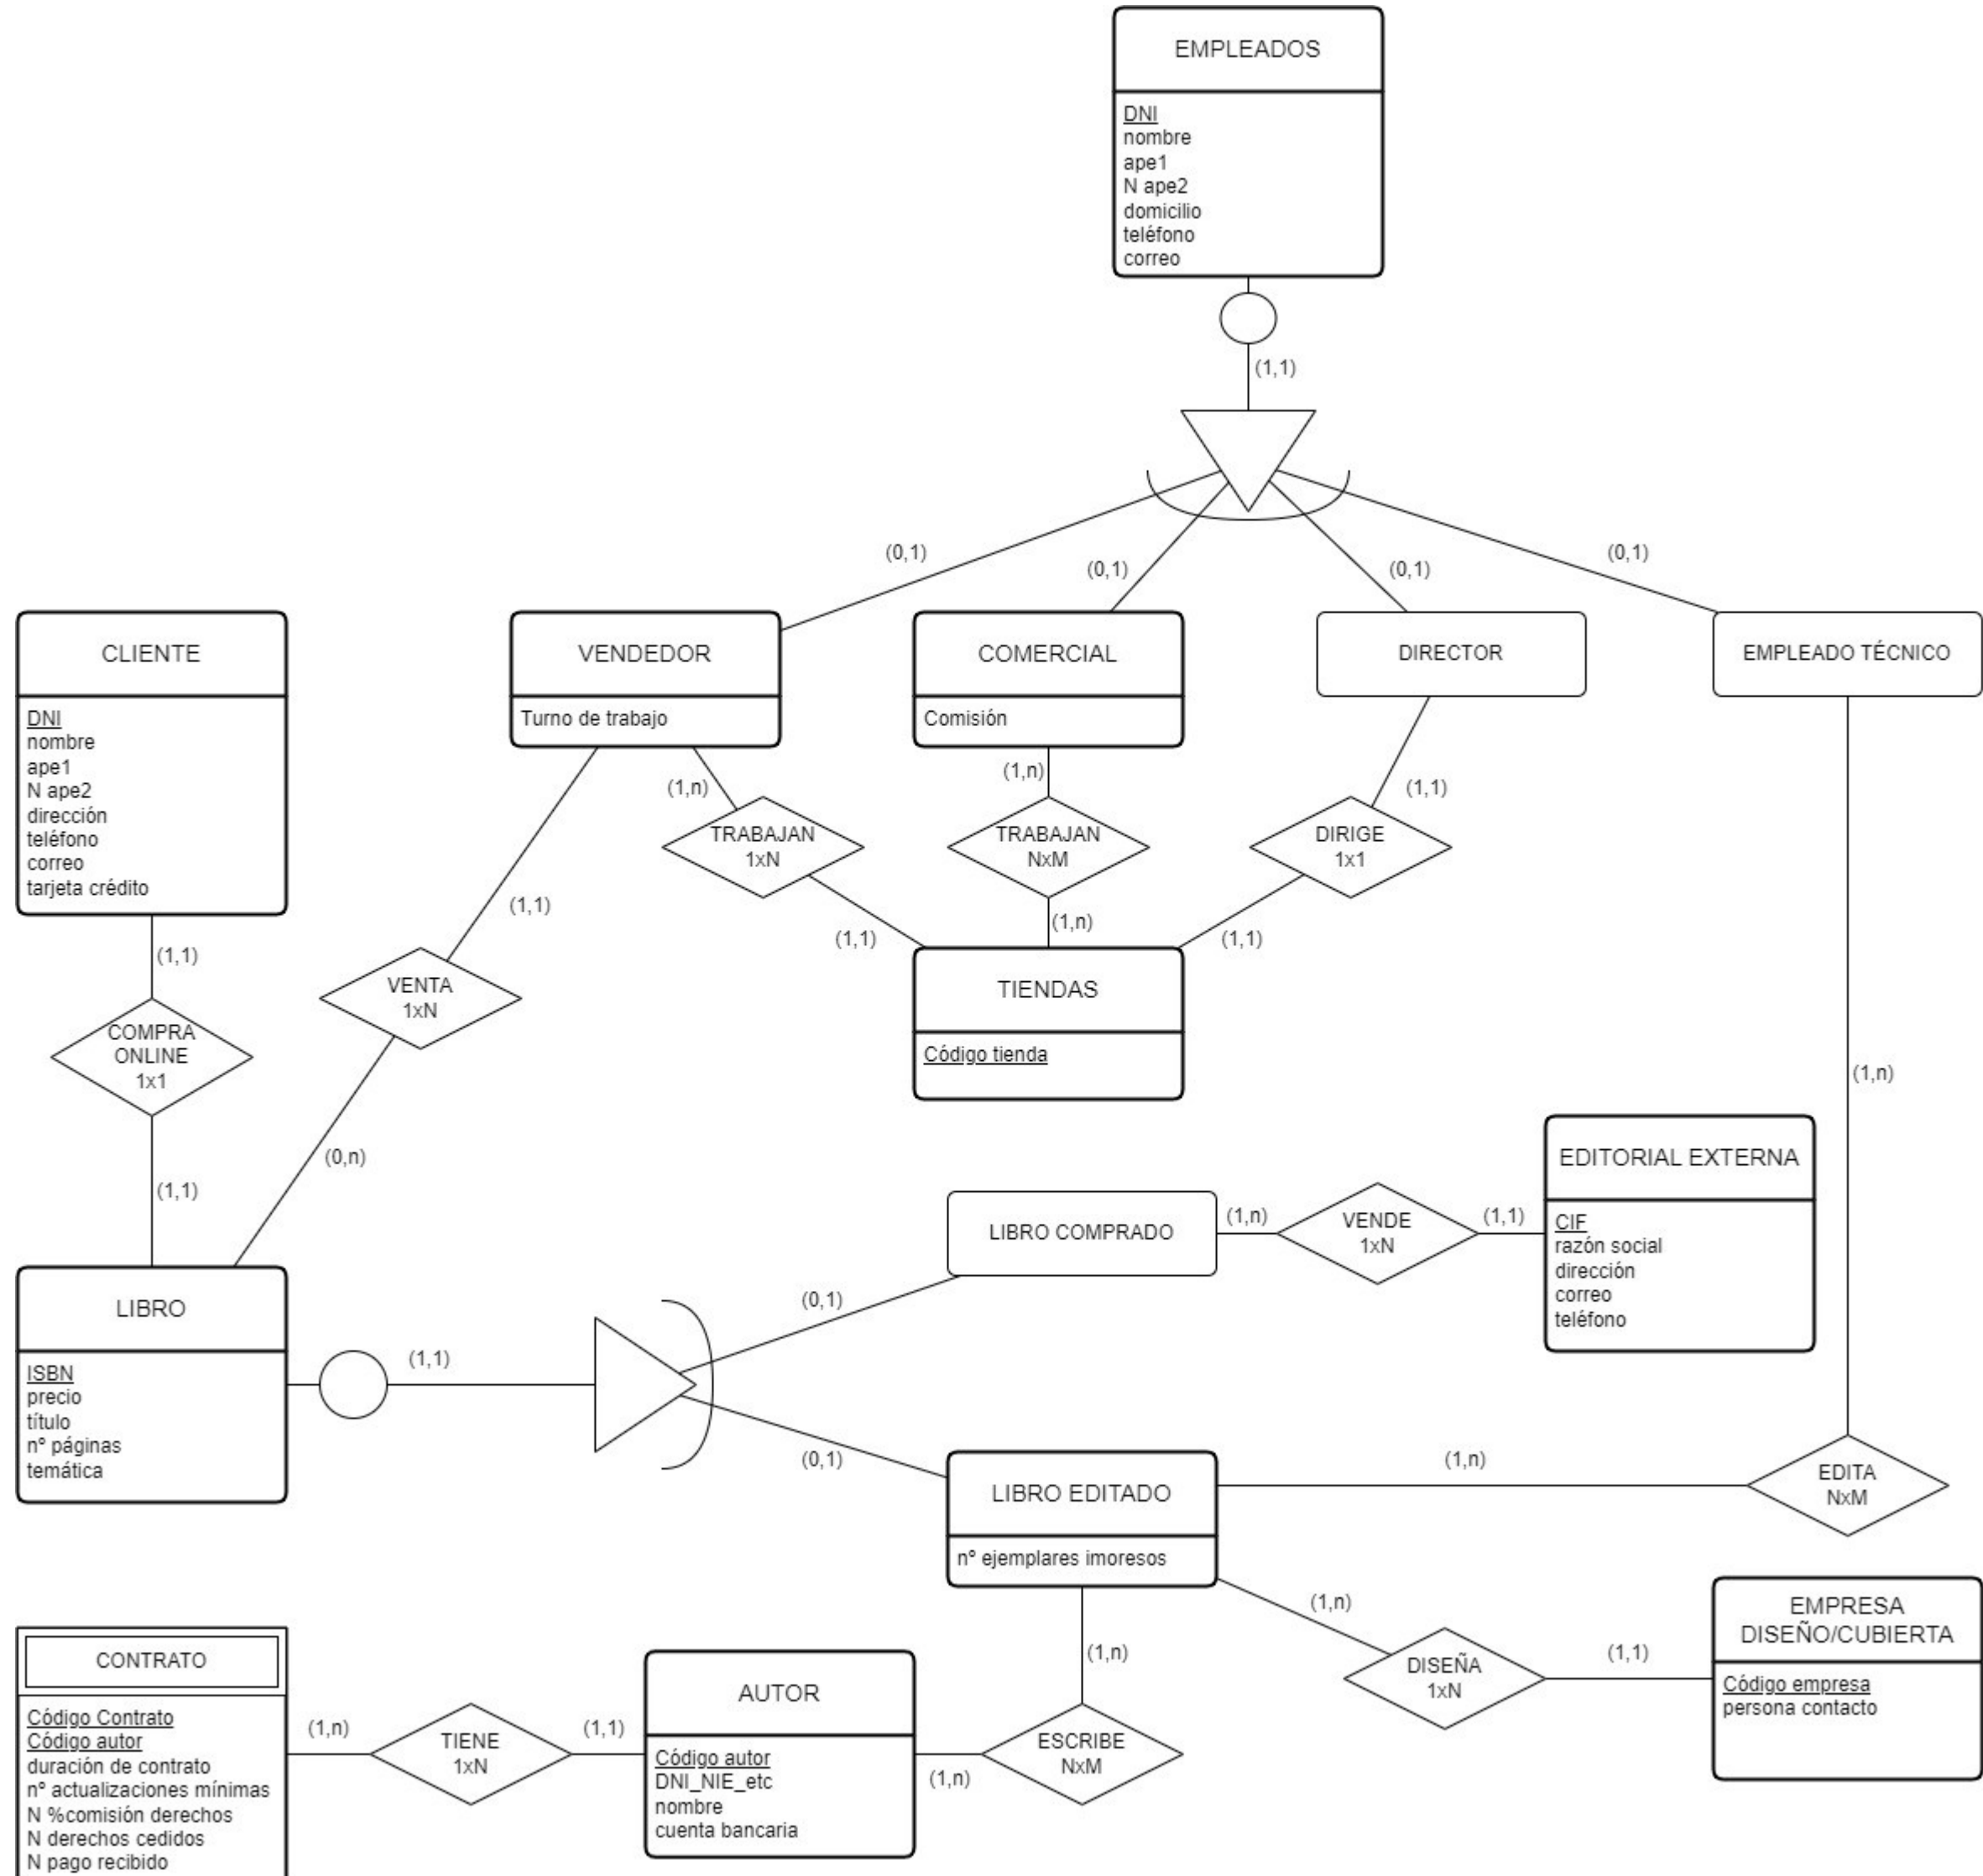 EMPLEADOS
DNI
nombre
ape1
N ape2
domicilio
teléfono
correo
(1,1)
(0,1)
(0,1)
(0,1)
(0,1)
CLIENTE
DNI
nombre
ape1
N ape2
dirección
teléfono
correo
tarjeta crédito
VENDEDOR
Turno de trabajo
COMERCIAL
Comisión
DIRECTOR
EMPLEADO TÉCNICO
(1,n)
(1,n)
(1,1)
TRABAJAN
1xN
TRABAJAN
NxM
DIRIGE
1x1
(1,1)
(1,1)
(1,n)
(1,1)
(1,1)
VENTA
1xN
COMPRA
ONLINE
1x1
TIENDAS
Código tienda
(1,n)
(0,n)
(1,1)
EDITORIAL EXTERNA
CIF
razón social
dirección
correo
teléfono
LIBRO COMPRADO
(1,n)
VENDE
1xN
(1,1)
LIBRO
ISBN
precio
título
nº páginas
temática
(1,1)
(0,1)
(0,1)
LIBRO EDITADO
nº ejemplares imoresos
(1,n)
EDITA
NxM
(1,n)
DISEÑA
1xN
(1,1)
EMPRESA
DISEÑO/CUBIERTA
Código empresa
persona contacto
(1,n)
CONTRATO
Código Contrato
Código autor
duración de contrato
nº actualizaciones mínimas
N %comisión derechos
N derechos cedidos
N pago recibido
(1,n)
TIENE
1xN
(1,1)
AUTOR
Código autor
DNI_NIE_etc
nombre
cuenta bancaria
(1,n)
ESCRIBE
NxM